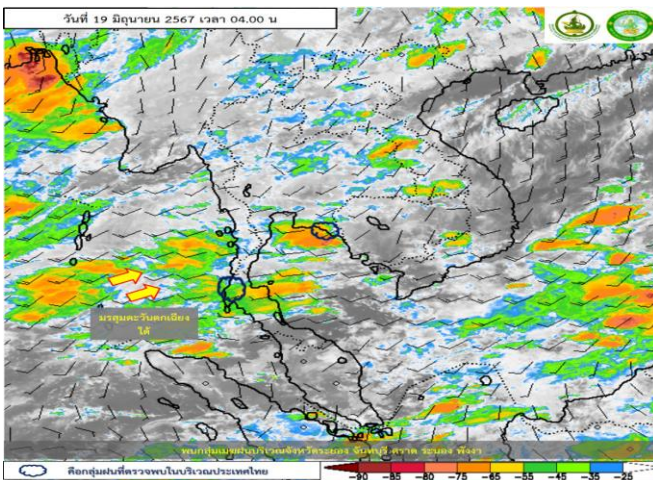 วันที่ 19 มิถุนายน 2567 เวลา 04.00 น
มรสุมตะวันตกเฉียง
ใต้
พบกลุ่มเมฆฝนบริเวณจังหวัดระยอง จันทบุรี ตราด ระนอง พังงา
คือกลุ่มฝนที่ตรวจพบในบริเวณประเทศไทย
-90 -85 -80 -75 -65 -55 -45 -35 -25